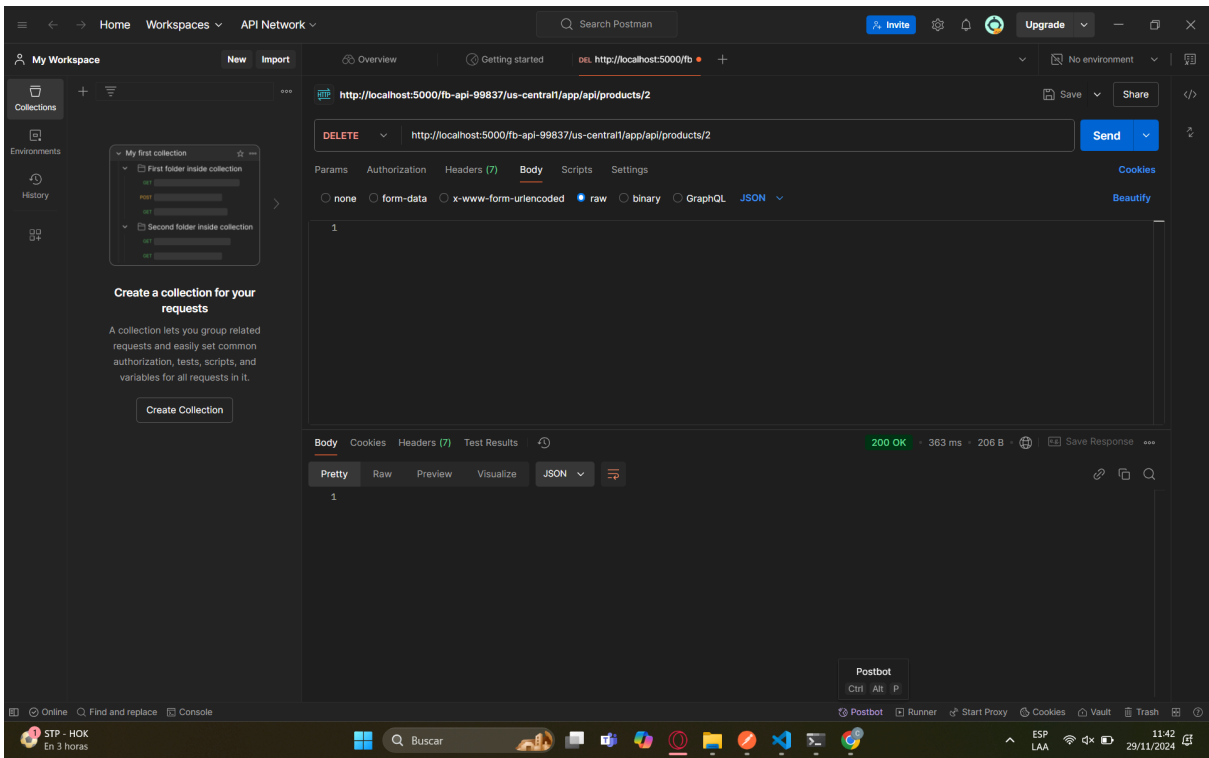 Home Workspaces API Network Search Postman Invite Upgrade
My Workspace New Import Overview Getting started DEL http://localhost:5000/fb No environment
Collections
Environments
History
My first collection
First folder inside collection
GET
POST
GET
Second folder inside collection
GET
GET
Create a collection for your
requests
A collection lets you group related
requests and easily set common
authorization, tests, scripts, and
variables for all requests in it.
Create Collection
HTTP http://localhost:5000/fb-api-99837/us-central1/app/api/products/2 Save Share
DELETE http://localhost:5000/fb-api-99837/us-central1/app/api/products/2 Send
Params Authorization Headers (7) Body Scripts Settings Cookies
none form-data x-www-form-urlencoded raw binary GraphQL JSON Beautify
1
Body Cookies Headers (7) Test Results 200 OK 363 ms 206 B e.g. Save Response
Pretty Raw Preview Visualize JSON
1
Postbot
Ctrl Alt P
Online Find and replace Console Postbot Runner Start Proxy Cookies Vault Trash
1 STP - HOK
En 3 horas
Buscar
ESP
LAA
11:42
29/11/2024